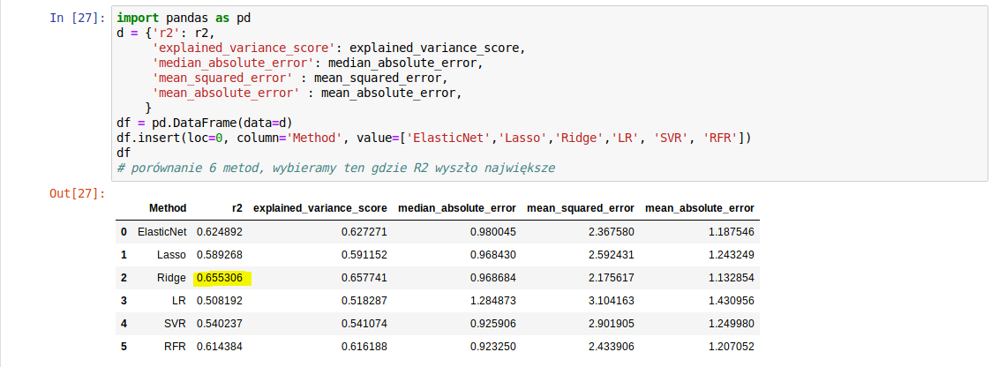 In [27]: import pandas as pd
d = {'r2': r2,
'explained_variance_score': explained_variance_score,
'median_absolute_error': median_absolute_error,
'mean_squared_error' : mean_squared_error,
'mean_absolute_error' : mean_absolute_error,
}
df = pd.DataFrame(data=d)
df.insert(loc=0, column='Method', value=['ElasticNet','Lasso','Ridge','LR', 'SVR', 'RFR'])
df
# porównanie 6 metod, wybieramy ten gdzie R2 wyszło największe
Out[27]:
Method r2 explained_variance_score median_absolute_error mean_squared_error mean_absolute_error
0 ElasticNet 0.624892 0.627271 0.980045 2.367580 1.187546
1 Lasso 0.589268 0.591152 0.968430 2.592431 1.243249
2 Ridge 0.655306 0.657741 0.968684 2.175617 1.132854
3 LR 0.508192 0.518287 1.284873 3.104163 1.430956
4 SVR 0.540237 0.541074 0.925906 2.901905 1.249980
5 RFR 0.614384 0.616188 0.923250 2.433906 1.207052